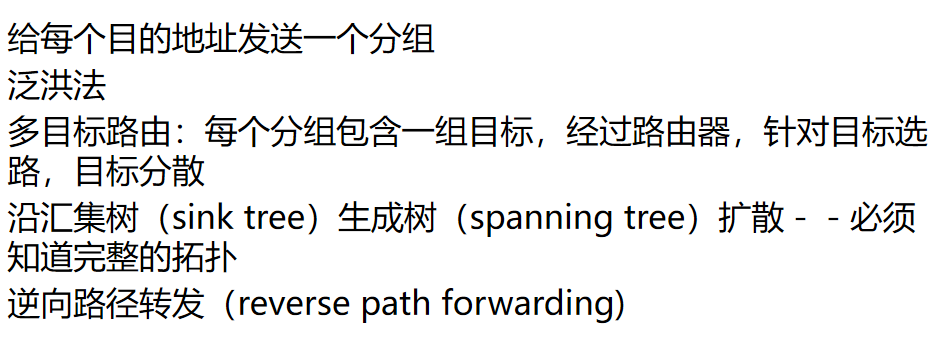 给每个目的地址发送一个分组
泛洪法
多目标路由：每个分组包含一组目标，经过路由器，针对目标选
路，目标分散
沿汇集树（sink tree）生成树（spanning tree）扩散－－必须
知道完整的拓扑
逆向路径转发（reverse path forwarding)